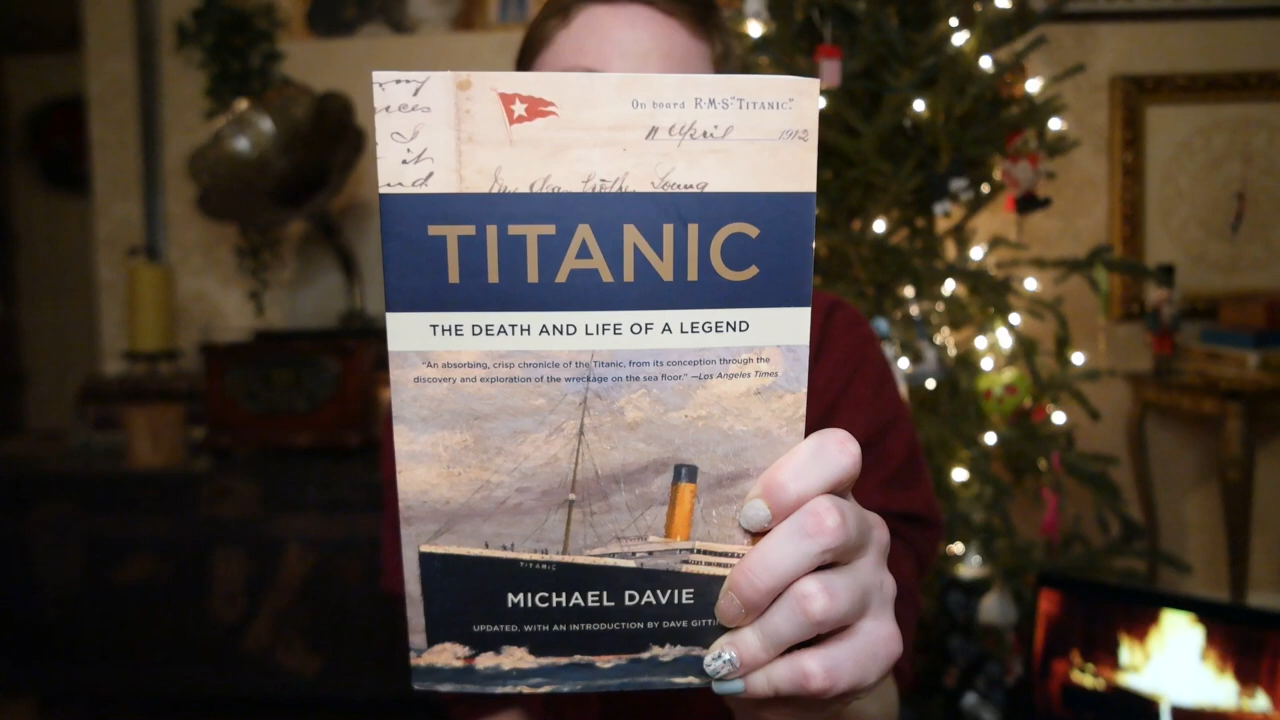 On board R·M·S "TITANIC."
11 April 1912
I
it
TITANIC
THE DEATH AND LIFE OF A LEGEND
"An absorbing, crisp chronicle of the Titanic, from its conception through the
discovery and exploration of the wreckage on the sea floor." —Los Angeles Times
TITANIC
MICHAEL DAVIE
UPDATED, WITH AN INTRODUCTION BY DAVE